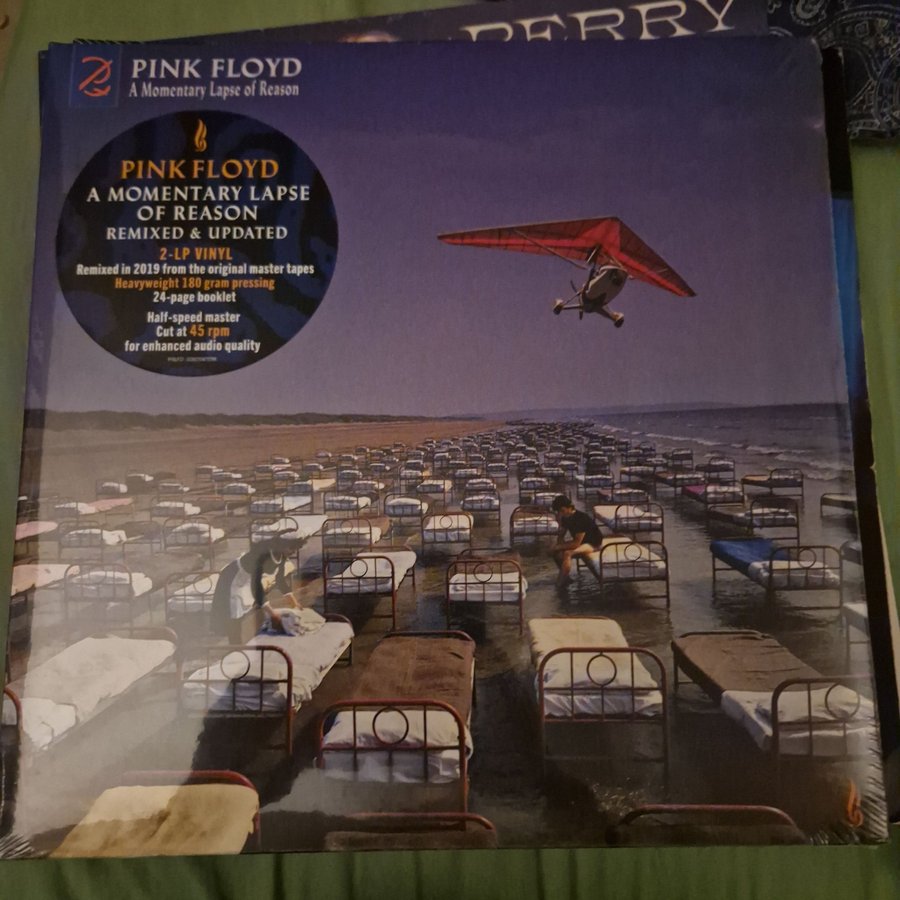 PERRY
PINK FLOYD
A Momentary Lapse of Reason
PINK FLOYD
A MOMENTARY LAPSE
OF REASON
REMIXED & UPDATED
2-LP VINYL
Remixed in 2019 from the original master tapes
Heavyweight 180 gram pressing
24-page booklet
Half-speed master
Cut at 45 rpm
for enhanced audio quality